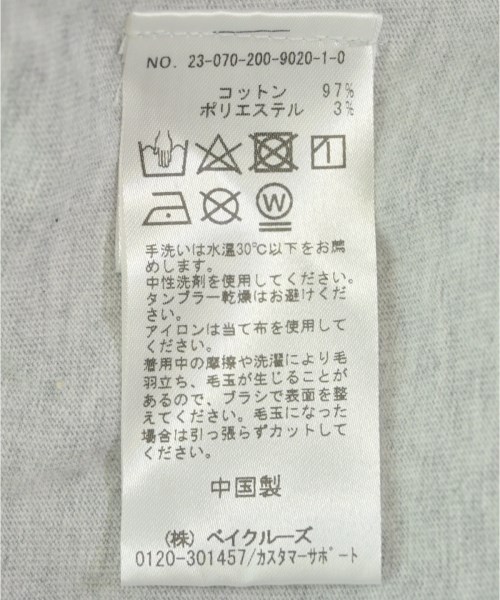 NO. 23-070-200-9020-1-0
コットン 97%
ポリエステル 3%
W
手洗いは水温30℃以下をお薦
めします。
中性洗剤を使用してください。
タンブラー乾燥はお避けくだ
さい。
アイロンは当て布を使用して
ください。
着用中の摩擦や洗濯により毛
羽立ち、毛玉が生じることが
あるので、ブラシで表面を整
えてください。毛玉になった
場合は引っ張らずカットして
ください。
中国製
(株) ベイクルーズ
0120-301457/カスタマーサポート